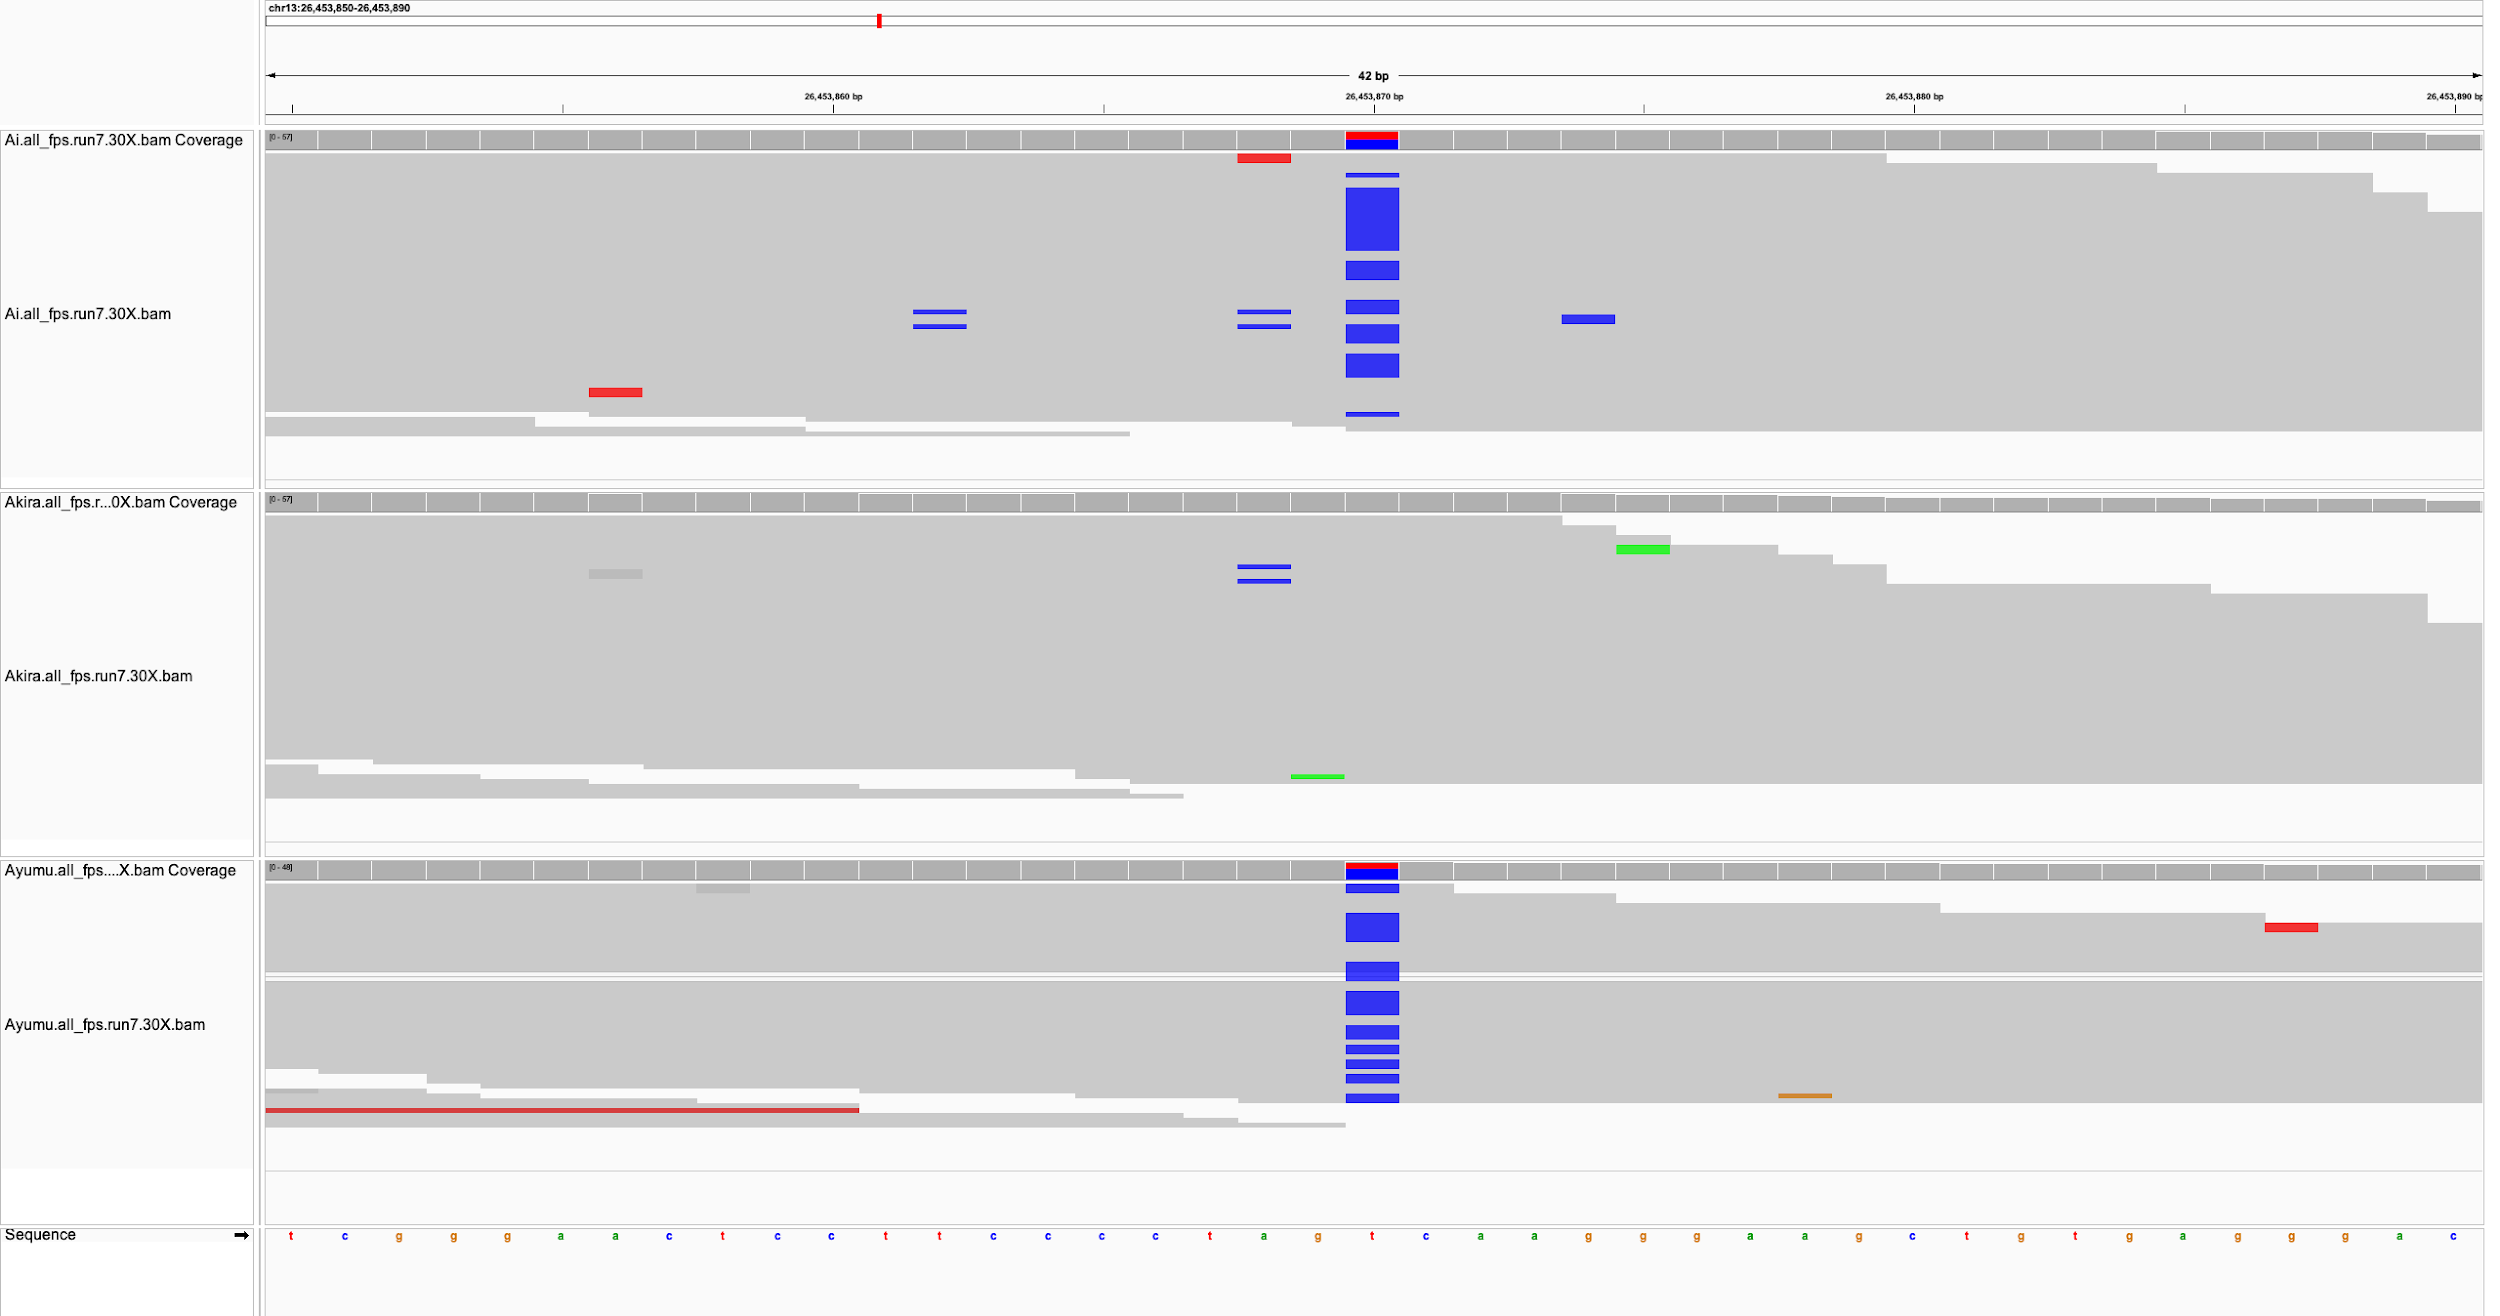 chr13:26,453,850-26,453,890
42 bp
26,453,860 bp 26,453,870 bp 26,453,880 bp 26,453,890 bp
Ai.all_fps.run7.30X.bam Coverage
[0 - 57]
Ai.all_fps.run7.30X.bam
Akira.all_fps.r...0X.bam Coverage
[0 - 57]
Akira.all_fps.run7.30X.bam
Ayumu.all_fps....X.bam Coverage
[0 - 48]
Ayumu.all_fps.run7.30X.bam
Sequence t c g g g a a c t c c t t c c c c t a g t c a a g g g a a g c t g t g a g g g a c